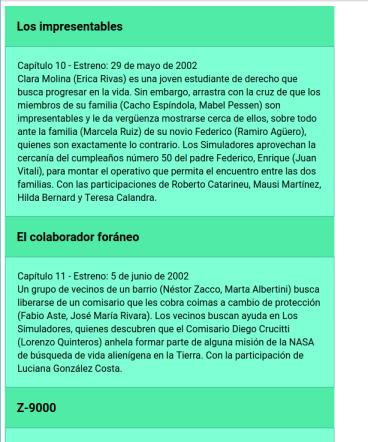 Los impresentables
Capítulo 10 - Estreno: 29 de mayo de 2002
Clara Molina (Erica Rivas) es una joven estudiante de derecho que
busca progresar en la vida. Sin embargo, arrastra con la cruz de que los
miembros de su familia (Cacho Espíndola, Mabel Pessen) son
impresentables y le da vergüenza mostrarse cerca de ellos, sobre todo
ante la familia (Marcela Ruiz) de su novio Federico (Ramiro Agüero),
quienes son exactamente lo contrario. Los Simuladores aprovechan la
cercanía del cumpleaños número 50 del padre Federico, Enrique (Juan
Vitali), para montar el operativo que permita el encuentro entre las dos
familias. Con las participaciones de Roberto Catarineu, Mausi Martínez,
Hilda Bernard y Teresa Calandra.
El colaborador foráneo
Capítulo 11 - Estreno: 5 de junio de 2002
Un grupo de vecinos de un barrio (Néstor Zacco, Marta Albertini) busca
liberarse de un comisario que les cobra coimas a cambio de protección
(Fabio Aste, José María Rivara). Los vecinos buscan ayuda en Los
Simuladores, quienes descubren que el Comisario Diego Crucitti
(Lorenzo Quinteros) anhela formar parte de alguna misión de la NASA
de búsqueda de vida alienígena en la Tierra. Con la participación de
Luciana González Costa.
Z-9000